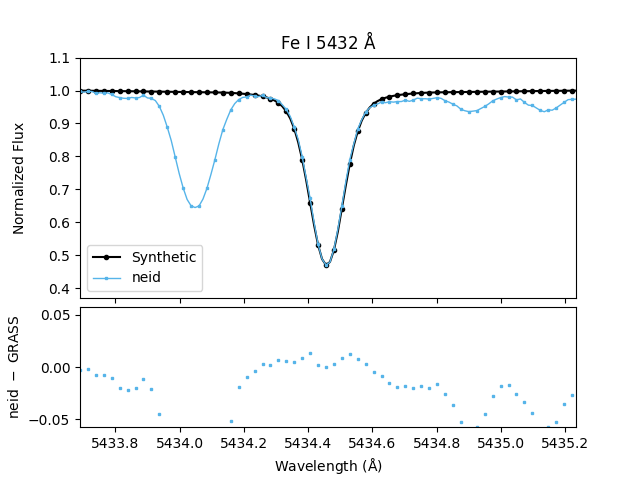 Fe I 5432 Å
1.1
1.0
0.9
0.8
0.7
0.6
0.5
0.4
Normalized Flux
Synthetic
neid
0.05
0.00
−0.05
neid − GRASS
5433.8 5434.0 5434.2 5434.4 5434.6 5434.8 5435.0 5435.2
Wavelength (Å)